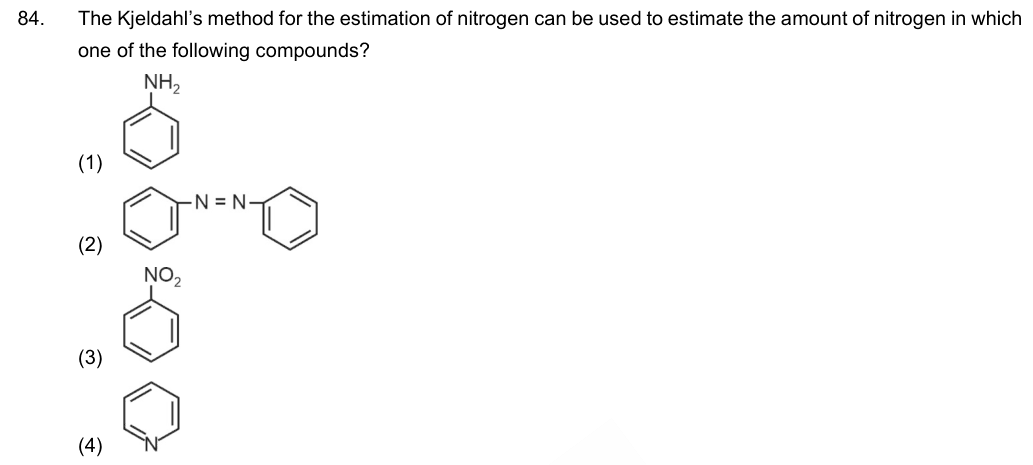 84. The Kjeldahl's method for the estimation of nitrogen can be used to estimate the amount of nitrogen in which
one of the following compounds?
NH₂
(1)
N = N
(2)
NO₂
(3)
N
(4)